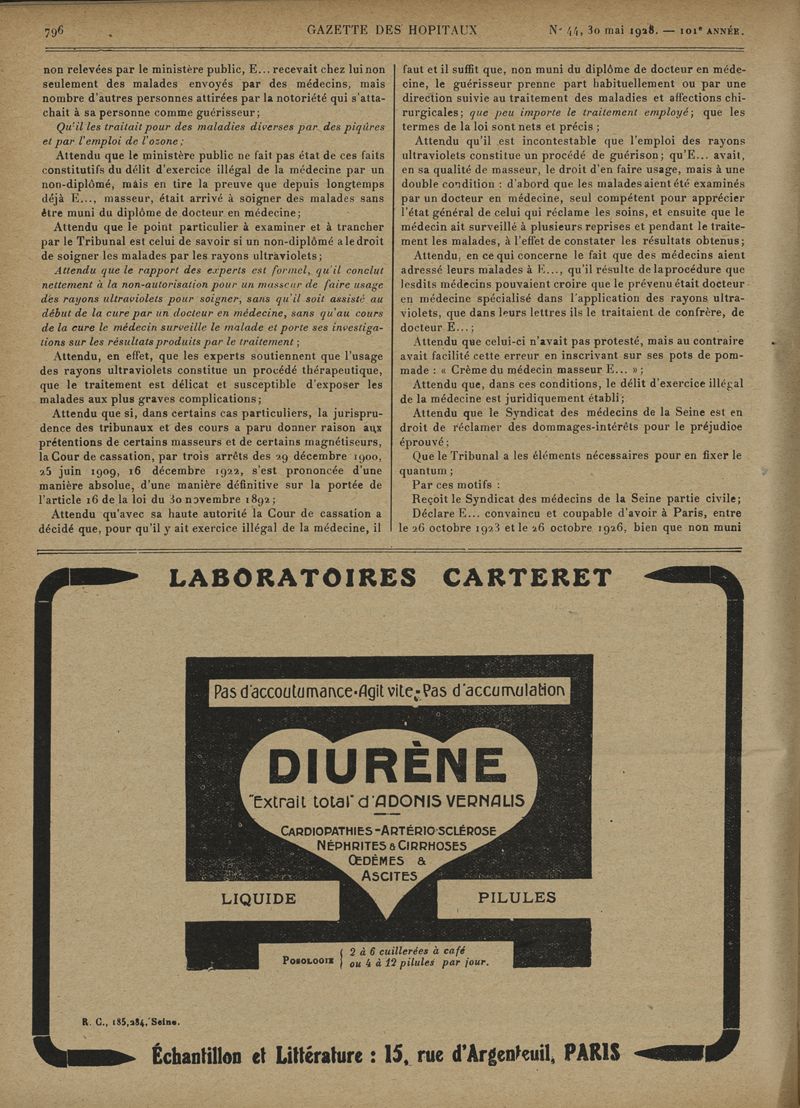 796
GAZETTE DES HOPITAUX
N° 44, 30 mai 1928. — 101e ANNÉE.
non relevées par le ministère public, E... recevait chez lui non
seulement des malades envoyés par des médecins, mais
nombre d'autres personnes attirées par la notoriété qui s'atta-
chait à sa personne comme guérisseur;
Qu'il les traitait pour des maladies diverses par des piqûres
et par l'emploi de l'ozone;
Attendu que le ministère public ne fait pas état de ces faits
constitutifs du délit d'exercice illégal de la médecine par un
non-diplômé, mais en tire la preuve que depuis longtemps
déjà E..., masseur, était arrivé à soigner des malades sans
être muni du diplôme de docteur en médecine;
Attendu que le point particulier à examiner et à trancher
par le Tribunal est celui de savoir si un non-diplômé a le droit
de soigner les malades par les rayons ultraviolets;
Attendu que le rapport des experts est formel, qu'il conclut
nettement à la non-autorisation pour un masseur de faire usage
des rayons ultraviolets pour soigner, sans qu'il soit assisté au
début de la cure par un docteur en médecine, sans qu'au cours
de la cure le médecin surveille le malade et porte ses investiga-
tions sur les résultats produits par le traitement;
Attendu, en effet, que les experts soutiennent que l'usage
des rayons ultraviolets constitue un procédé thérapeutique,
que le traitement est délicat et susceptible d'exposer les
malades aux plus graves complications;
Attendu que si, dans certains cas particuliers, la jurispru-
dence des tribunaux et des cours a paru donner raison aux
prétentions de certains masseurs et de certains magnétiseurs,
la Cour de cassation, par trois arrêts des 29 décembre 1900,
25 juin 1909, 16 décembre 1922, s'est prononcée d'une
manière absolue, d'une manière définitive sur la portée de
l'article 16 de la loi du 30 novembre 1892;
Attendu qu'avec sa haute autorité la Cour de cassation a
décidé que, pour qu'il y ait exercice illégal de la médecine, il
faut et il suffit que, non muni du diplôme de docteur en méde-
cine, le guérisseur prenne part habituellement ou par une
direction suivie au traitement des maladies et affections chi-
rurgicales; que peu importe le traitement employé; que les
termes de la loi sont nets et précis;
Attendu qu'il est incontestable que l'emploi des rayons
ultraviolets constitue un procédé de guérison; qu'E... avait,
en sa qualité de masseur, le droit d'en faire usage, mais à une
double condition : d'abord que les malades aient été examinés
par un docteur en médecine, seul compétent pour apprécier
l'état général de celui qui réclame les soins, et ensuite que le
médecin ait surveillé à plusieurs reprises et pendant le traite-
ment les malades, à l'effet de constater les résultats obtenus;
Attendu, en ce qui concerne le fait que des médecins aient
adressé leurs malades à E..., qu'il résulte de la procédure que
lesdits médecins pouvaient croire que le prévenu était docteur
en médecine spécialisé dans l'application des rayons ultra-
violets, que dans leurs lettres ils le traitaient de confrère, de
docteur E...;
Attendu que celui-ci n'avait pas protesté, mais au contraire
avait facilité cette erreur en inscrivant sur ses pots de pom-
made : « Crème du médecin masseur E... »;
Attendu que, dans ces conditions, le délit d'exercice illégal
de la médecine est juridiquement établi;
Attendu que le Syndicat des médecins de la Seine est en
droit de réclamer des dommages-intérêts pour le préjudice
éprouvé;
Que le Tribunal a les éléments nécessaires pour en fixer le
quantum;
Par ces motifs :
Reçoit le Syndicat des médecins de la Seine partie civile;
Déclare E... convaincu et coupable d'avoir à Paris, entre
le 26 octobre 1923 et le 26 octobre 1926, bien que non muni
LABORATOIRES CARTERET
Pas d'accoutumance-Agit vite-Pas d'accumulation
DIURÈNE
"Extrait total" d'ADONIS VERNALIS
CARDIOPATHIES-ARTÉRIO-SCLÉROSE
NÉPHRITES & CIRRHOSES
ŒDÈMES &
ASCITES
LIQUIDE
PILULES
POSOLOGIE { 2 à 6 cuillerées à café
ou 4 à 12 pilules par jour.
R. C., 185,284, Seine.
Échantillon et Littérature : 15, rue d'Argenteuil, PARIS